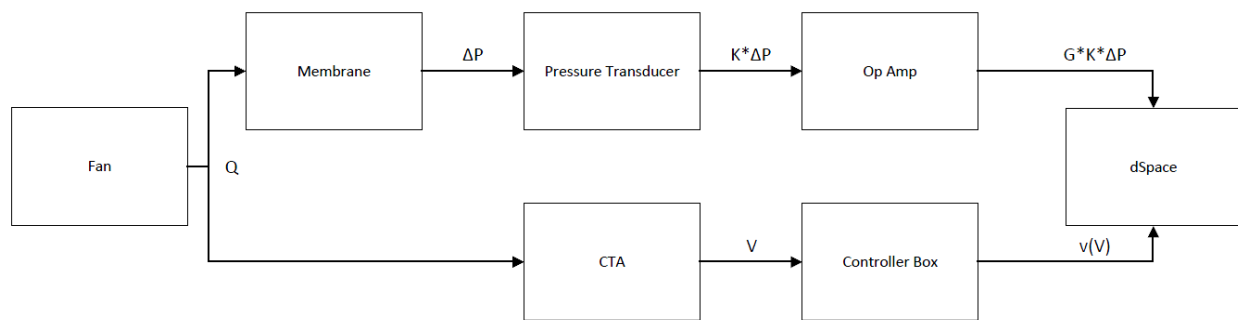 Membrane
ΔP
Pressure Transducer
K*ΔP
Op Amp
G*K*ΔP
Fan
Q
dSpace
CTA
V
Controller Box
v(V)